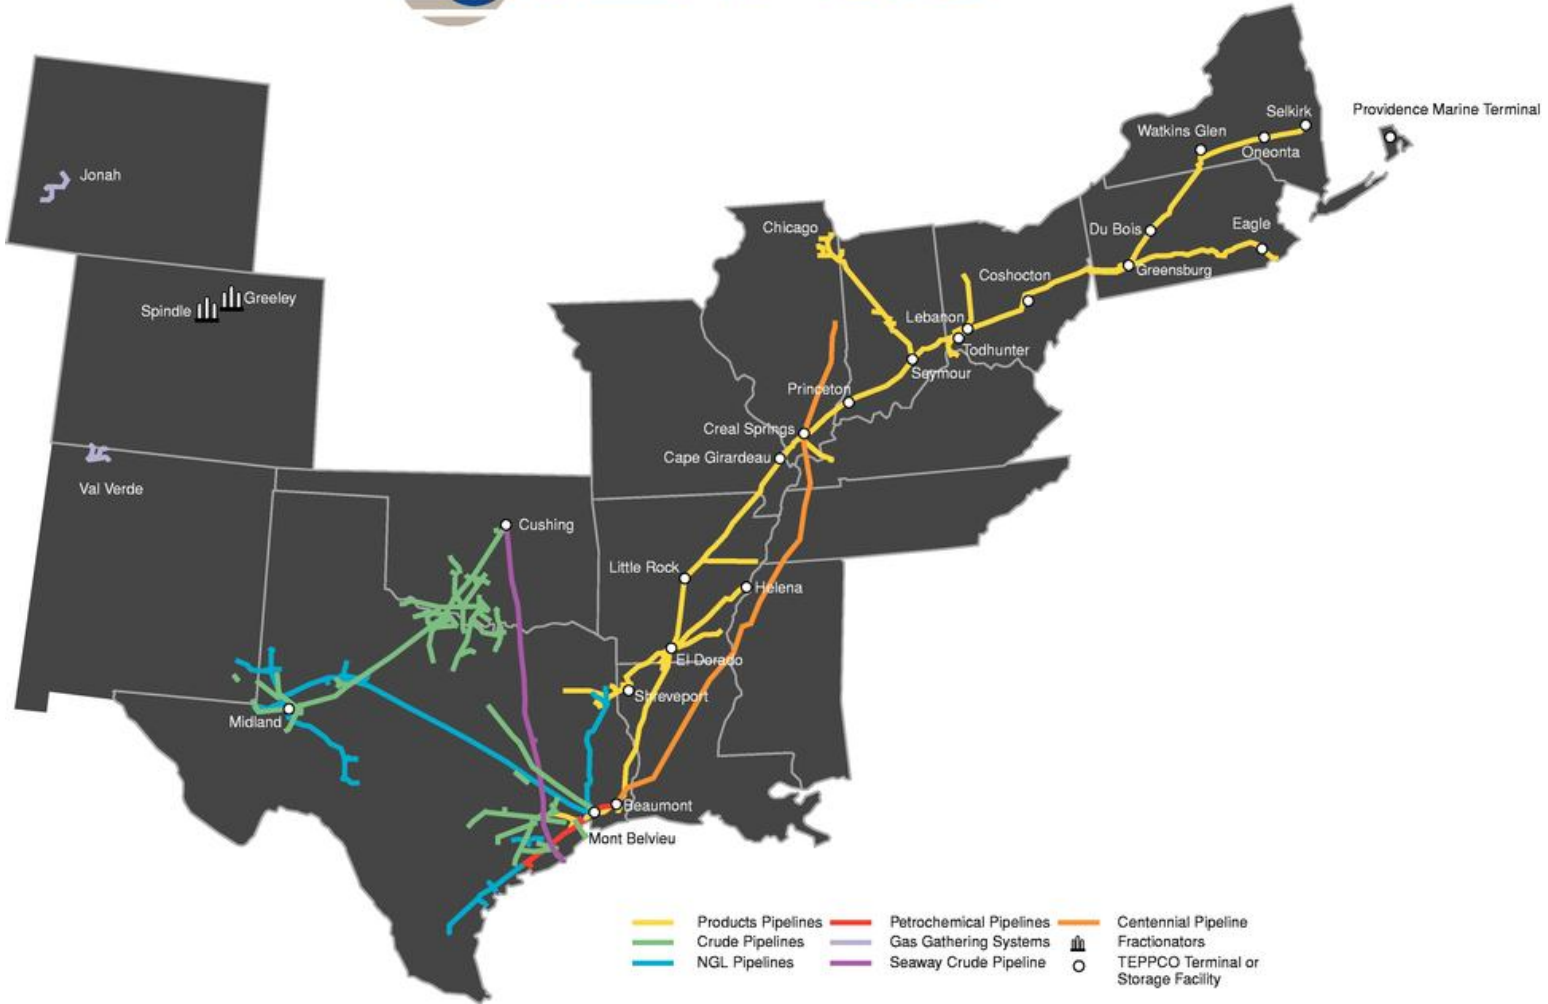 Selkirk
Providence Marine Terminal
Watkins Glen
Oneonta
Jonah
Chicago
Du Bois
Eagle
Greensburg
Coshocton
Spindle
Greeley
Lebanon
Todhunter
Seymour
Princeton
Creal Springs
Cape Girardeau
Val Verde
Cushing
Little Rock
Helena
El Dorado
Shreveport
Midland
Beaumont
Mont Belvieu
Products Pipelines
Petrochemical Pipelines
Centennial Pipeline
Crude Pipelines
Gas Gathering Systems
Fractionators
NGL Pipelines
Seaway Crude Pipeline
TEPPCO Terminal or
Storage Facility